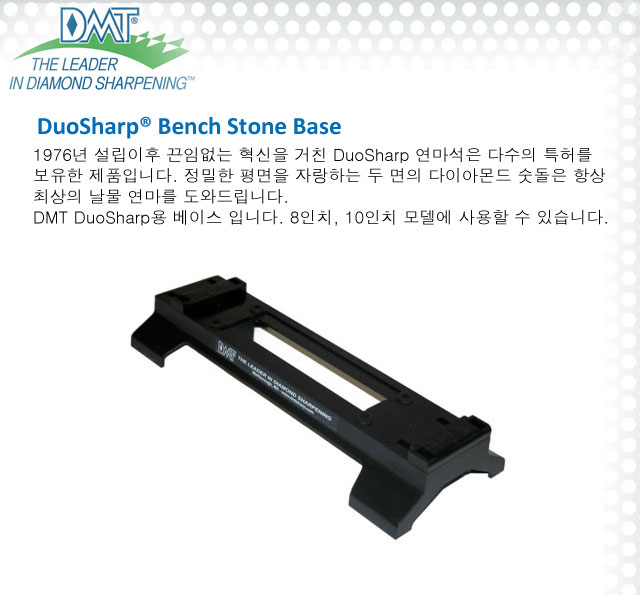 DMT®
THE LEADER
IN DIAMOND SHARPENING™
DuoSharp® Bench Stone Base
1976년 설립이후 끈임없는 혁신을 거친 DuoSharp 연마석은 다수의 특허를
보유한 제품입니다. 정밀한 평면을 자랑하는 두 면의 다이아몬드 숫돌은 항상
최상의 날물 연마를 도와드립니다.
DMT DuoSharp용 베이스 입니다. 8인치, 10인치 모델에 사용할 수 있습니다.
DMT
THE LEADER IN DIAMOND SHARPENING